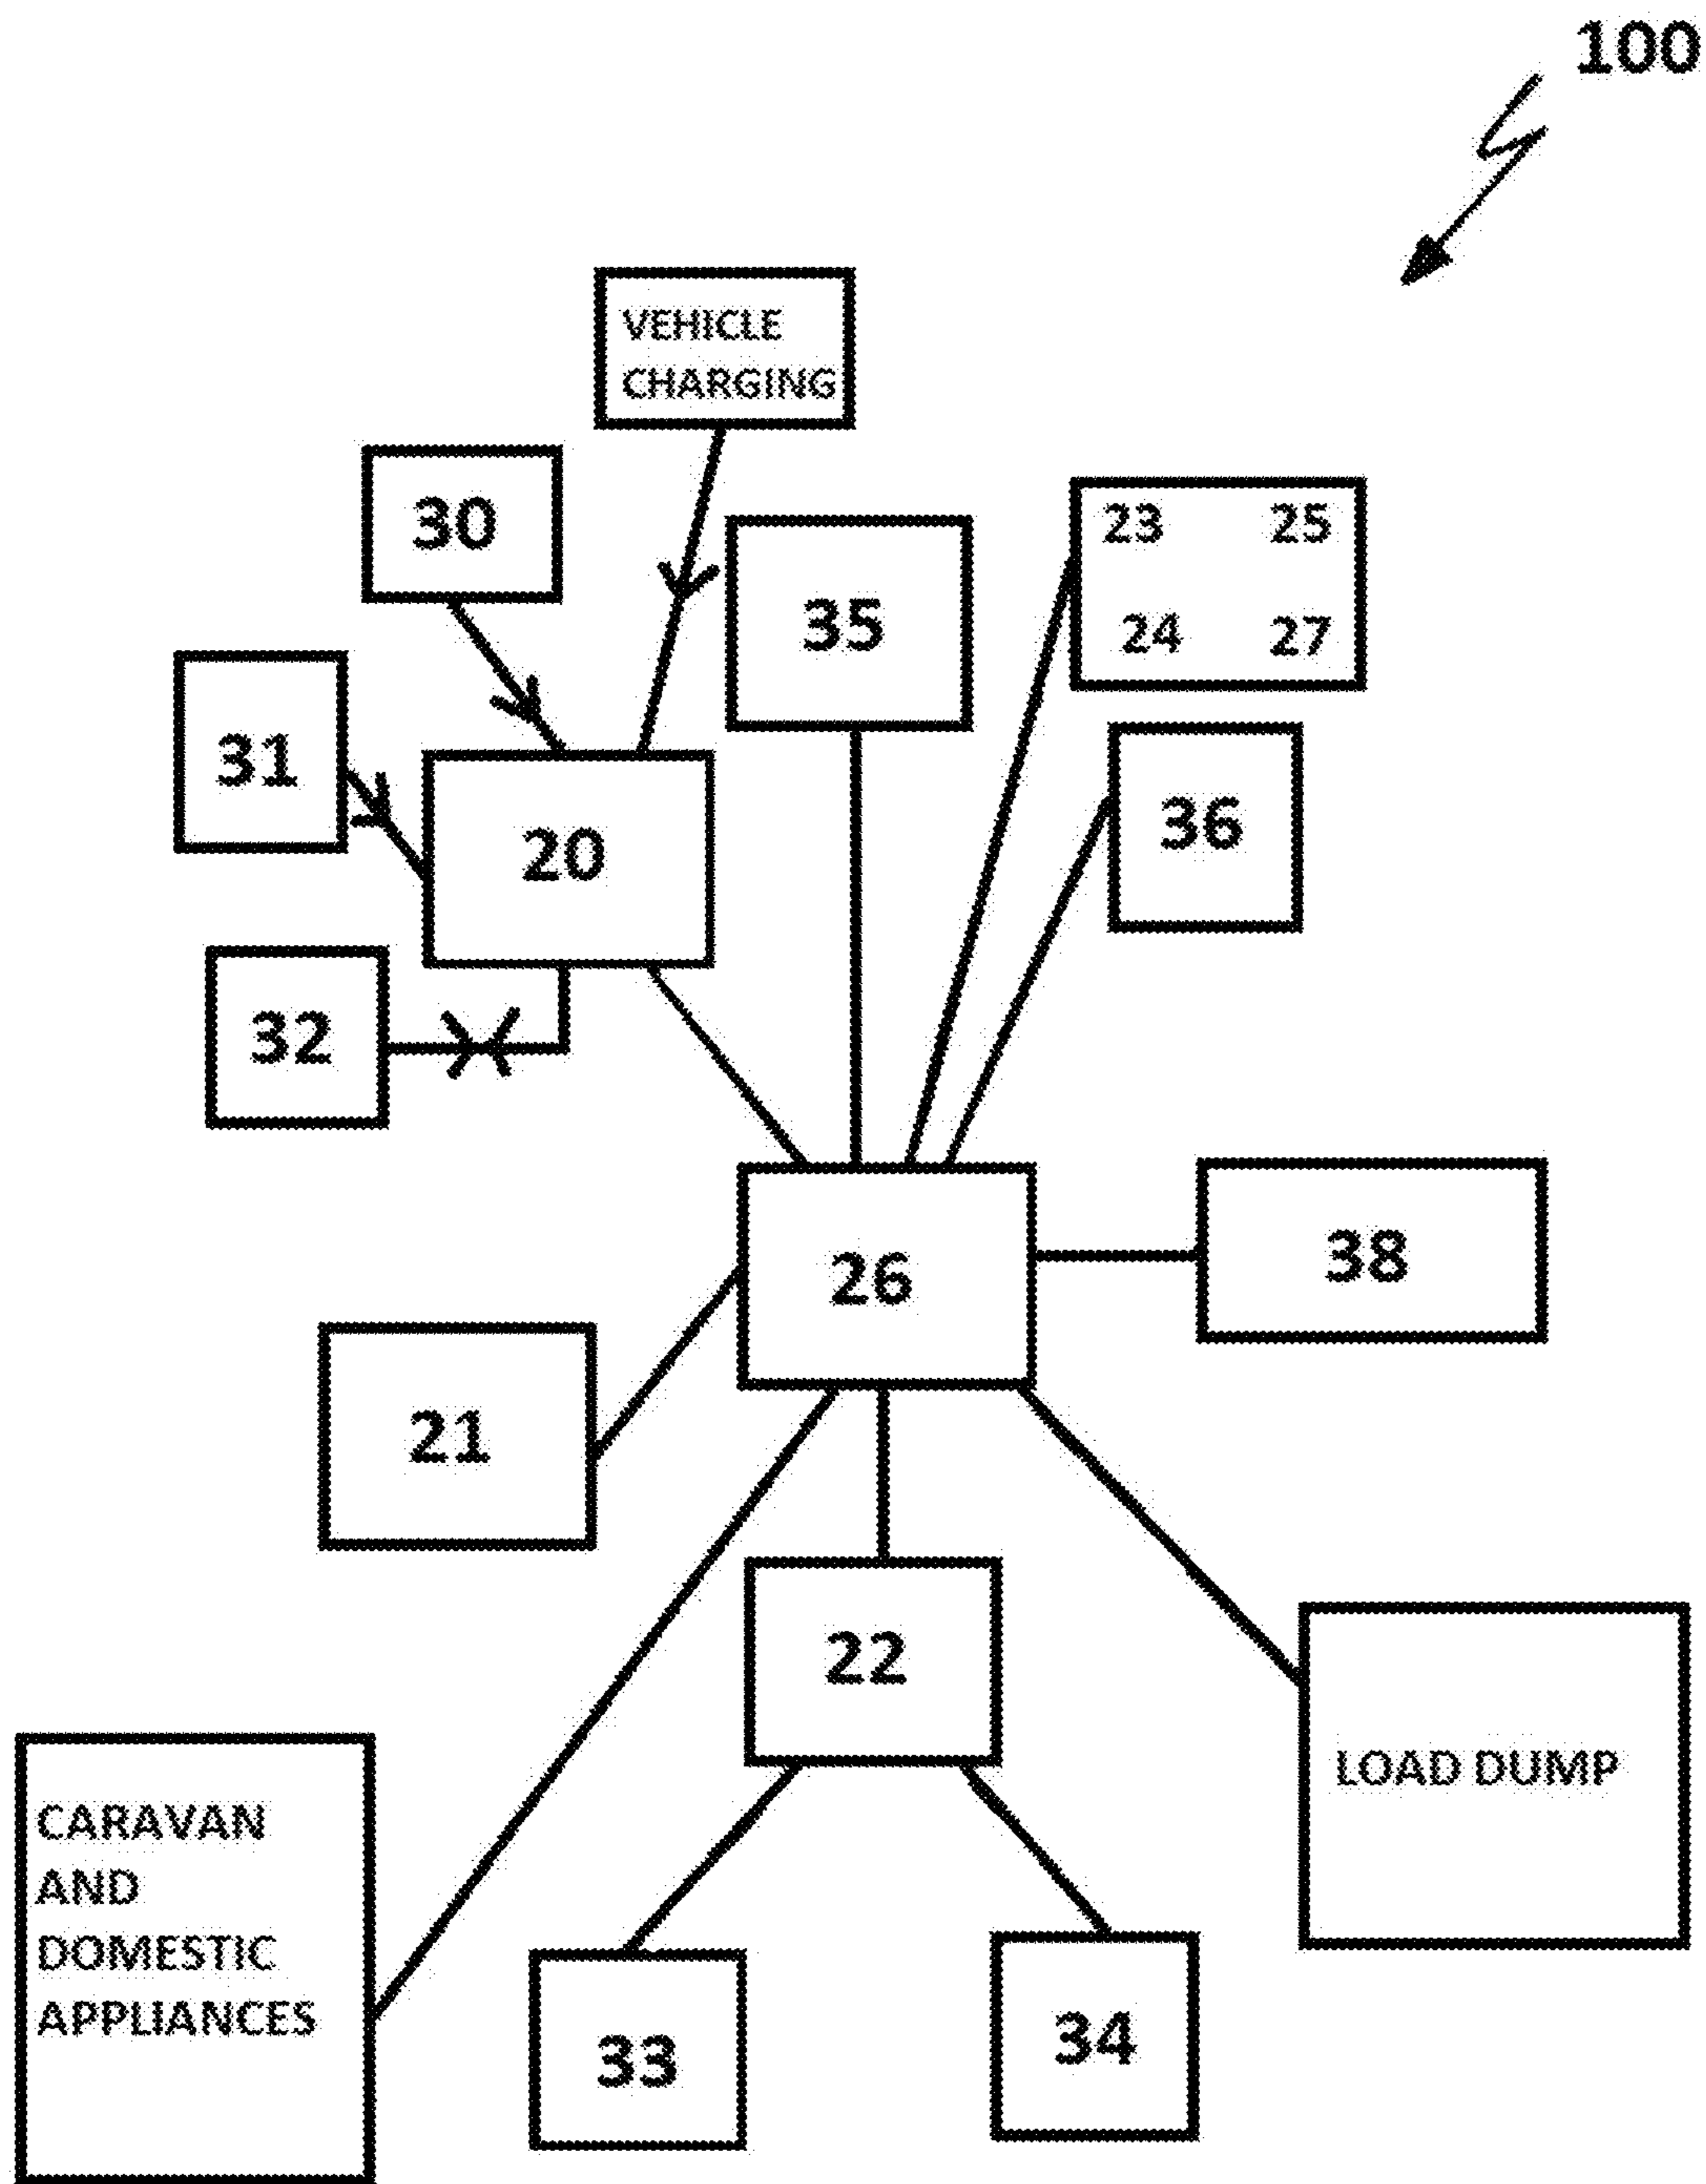 100
VEHICLE
CHARGING
30
35
23 25
24 27
31
20
36
32
26
38
21
22
LOAD DUMP
CARAVAN
AND
DOMESTIC
APPLIANCES
33
34